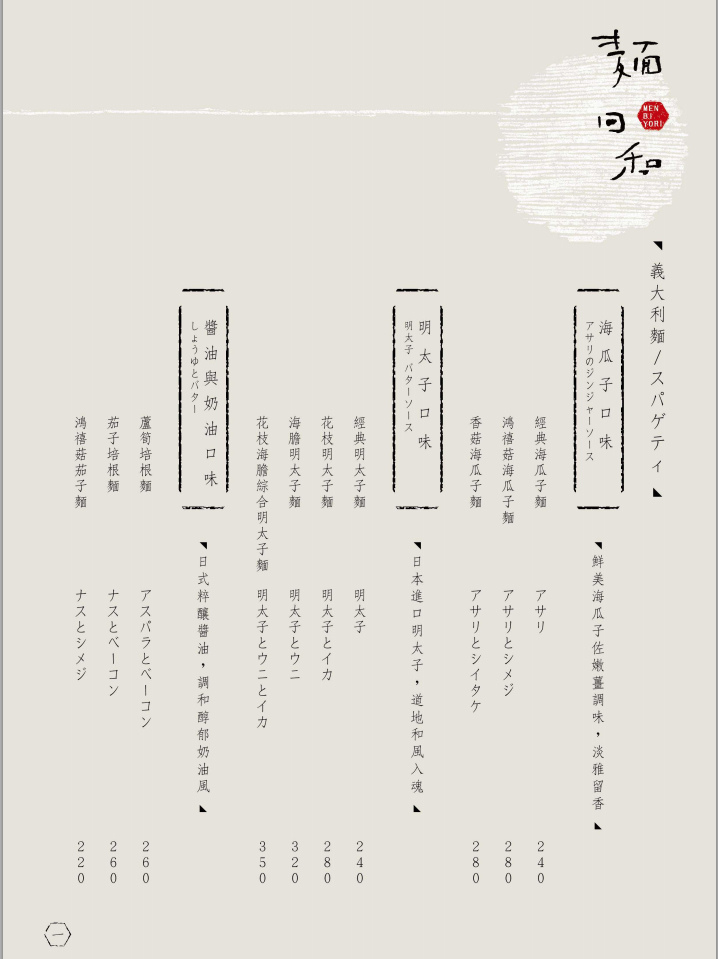 麵日和
MEN
BI
YORI
義大利麵/スパゲティ
海瓜子口味
アサリのジンジャーソース
鮮美海瓜子佐嫩薑調味，淡雅留香
經典海瓜子麵 アサリ 240
鴻禧菇海瓜子麵 アサリとシメジ 280
香菇海瓜子麵 アサリとシイタケ 280
明太子口味
明太子 バターソース
日本進口明太子，道地和風入魂
經典明太子麵 明太子 240
花枝明太子麵 明太子とイカ 280
海膽明太子麵 明太子とウニ 320
花枝海膽綜合明太子麵 明太子とウニとイカ 350
醬油與奶油口味
しょうゆとバター
日式粹釀醬油，調和醇郁奶油風
蘆筍培根麵 アスパラとベーコン 260
茄子培根麵 ナスとベーコン 260
鴻禧菇茄子麵 ナスとシメジ 220
一